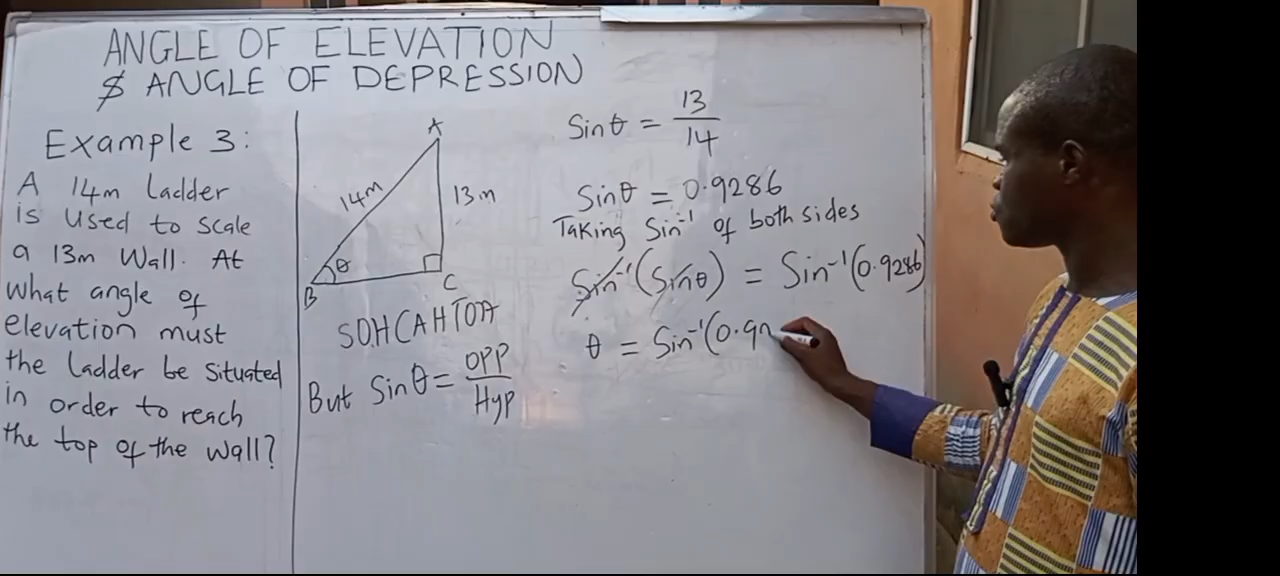 ANGLE OF ELEVATION
$ ANGLE OF DEPRESSION
Example 3:
A 14m Ladder
is Used to Scale
a 13m Wall. At
What angle of
elevation must
the ladder be Situated
in order to reach
the top of the Wall?
A
14m
13m
θ
B
C
SOHCAHTOA
But Sinθ = OPP/Hyp
Sinθ = 13/14
Sinθ = 0.9286
Taking Sin⁻¹ of both sides
Sin⁻¹(Sinθ) = Sin⁻¹(0.9286)
θ = Sin⁻¹(0.9